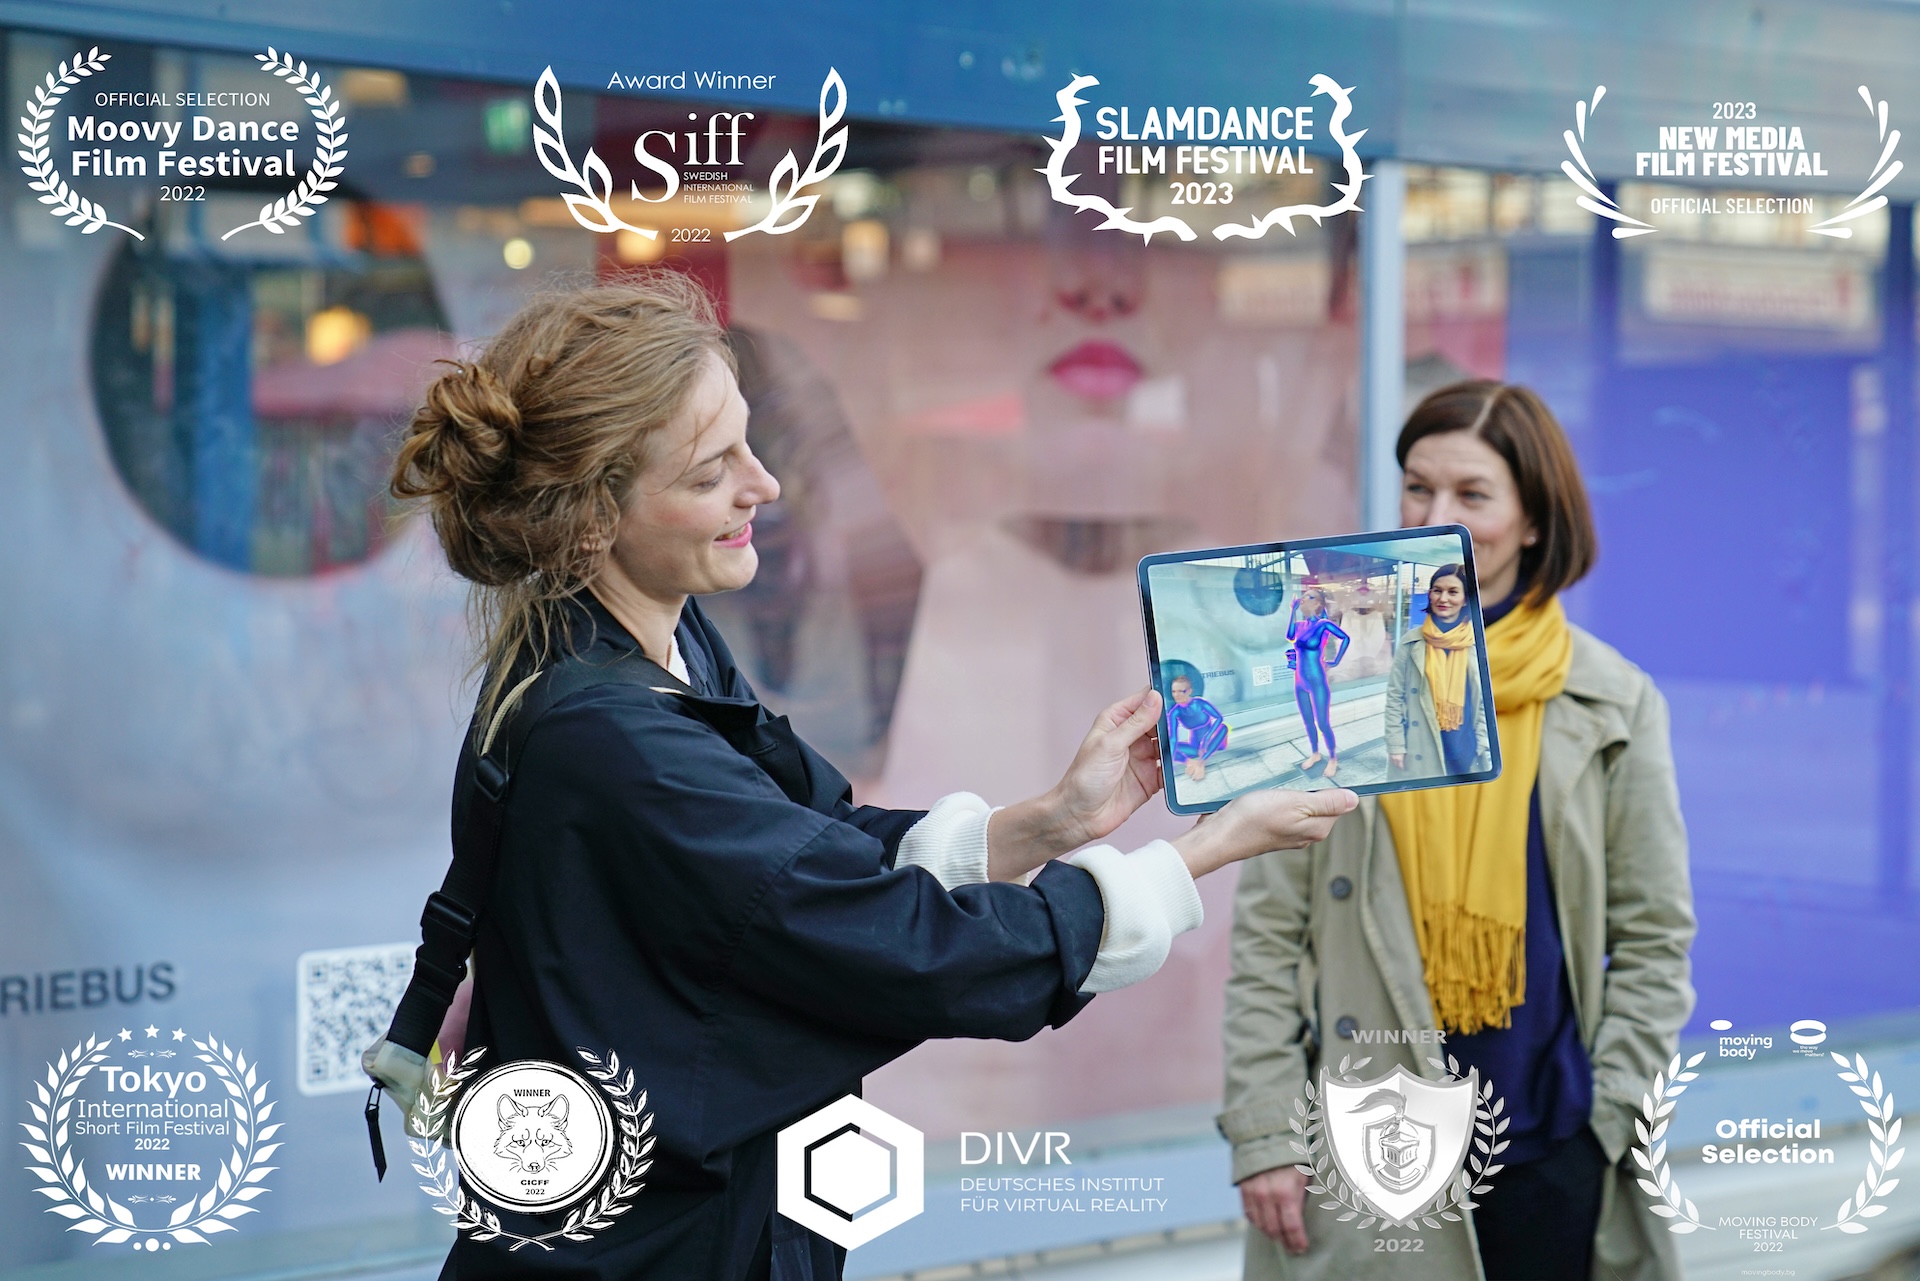 OFFICIAL SELECTION
Moovy Dance
Film Festival
2022
Award Winner
Siff
SWEDISH
INTERNATIONAL
FILM FESTIVAL
2022
SLAMDANCE
FILM FESTIVAL
2023
2023
NEW MEDIA
FILM FESTIVAL
OFFICIAL SELECTION
RIEBUS
Tokyo
International
Short Film Festival
2022
WINNER
WINNER
CICFF
2022
DIVR
DEUTSCHES INSTITUT
FÜR VIRTUAL REALITY
WINNER
2022
moving
body
Official
Selection
MOVING BODY
FESTIVAL
2022
movingbody.bg